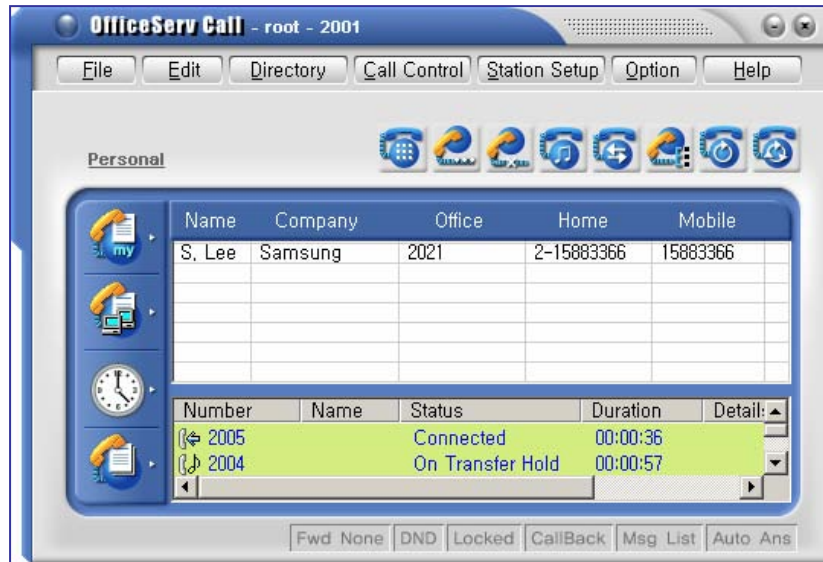 OfficeServ Call - root - 2001
File Edit Directory Call Control Station Setup Option Help
Personal
Name Company Office Home Mobile
my
S, Lee Samsung 2021 2-15883366 15883366
Number Name Status Duration Details
2005 Connected 00:00:36
2004 On Transfer Hold 00:00:57
Fwd None DND Locked CallBack Msg List Auto Ans